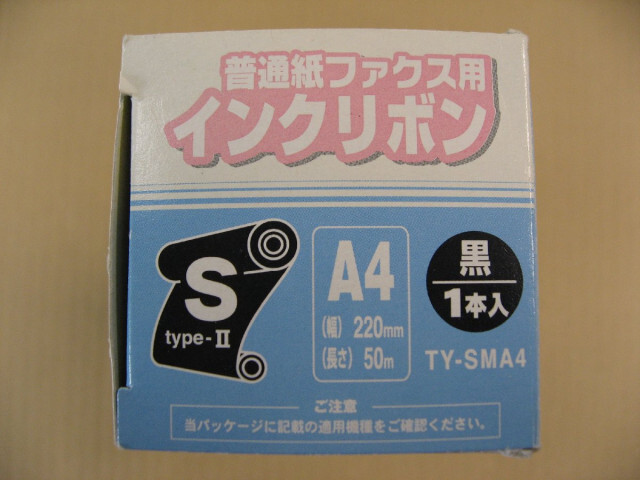 普通紙ファクス用
インクリボン
S
type-Ⅱ
A4
(幅) 220mm
(長さ) 50m
黒
1本入
TY-SMA4
ご注意
当パッケージに記載の適用機種をご確認ください。